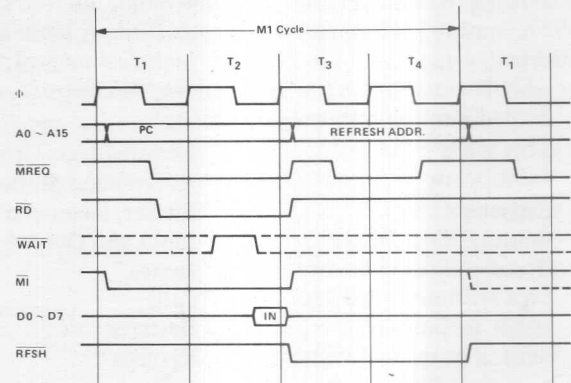 M1 Cycle
T1 T2 T3 T4 T1
Φ
A0 ~ A15 PC REFRESH ADDR.
MREQ
RD
WAIT
MI
D0 ~ D7 IN
RFSH